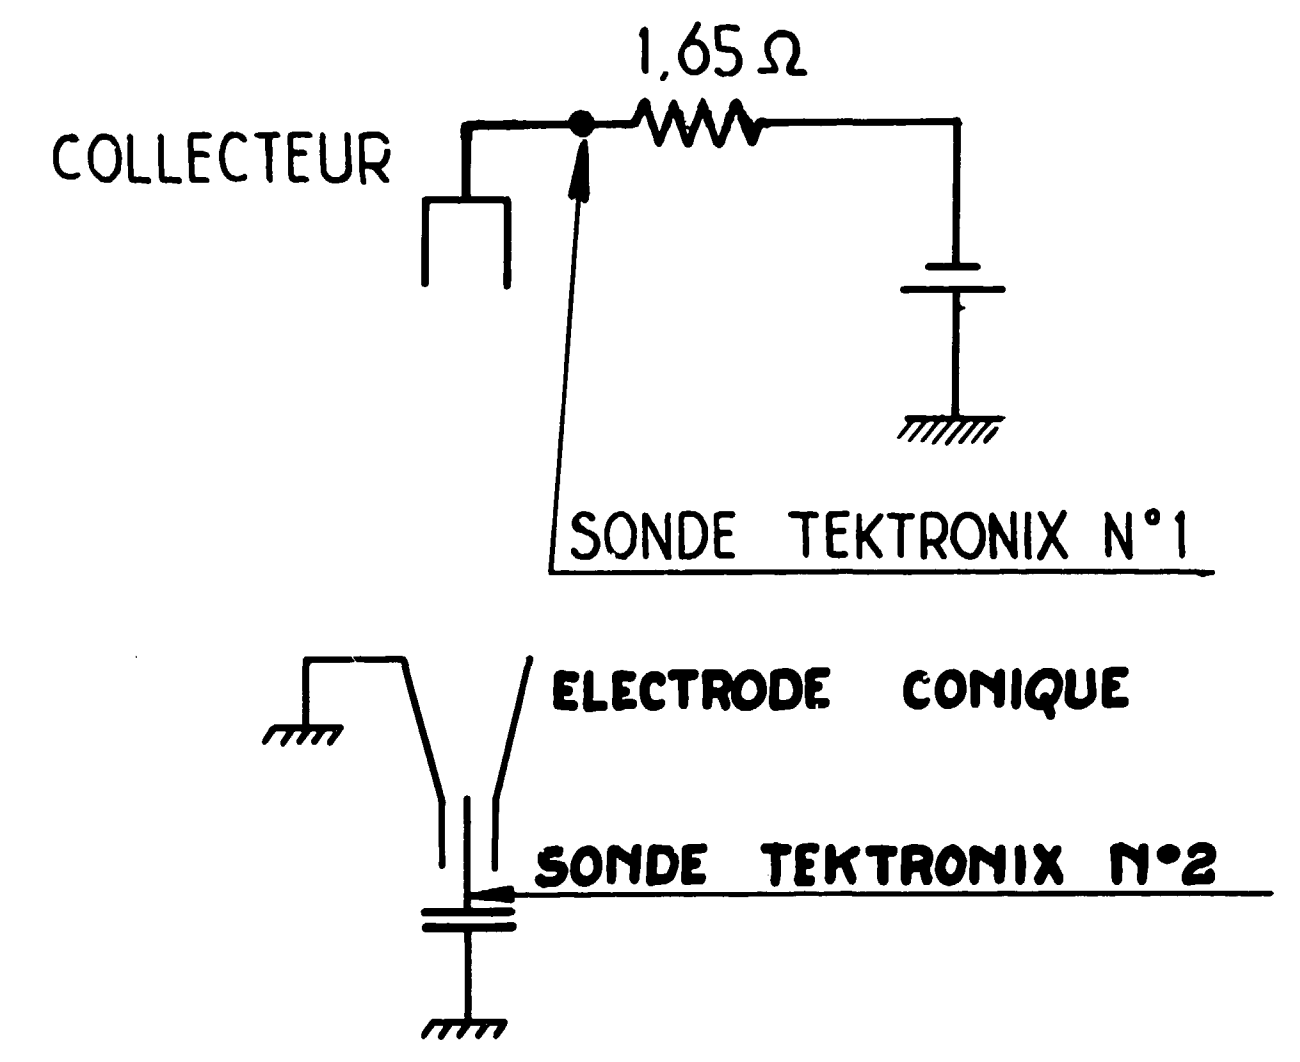 1,65 Ω
COLLECTEUR
SONDE TEKTRONIX N°1
ELECTRODE CONIQUE
SONDE TEKTRONIX N°2